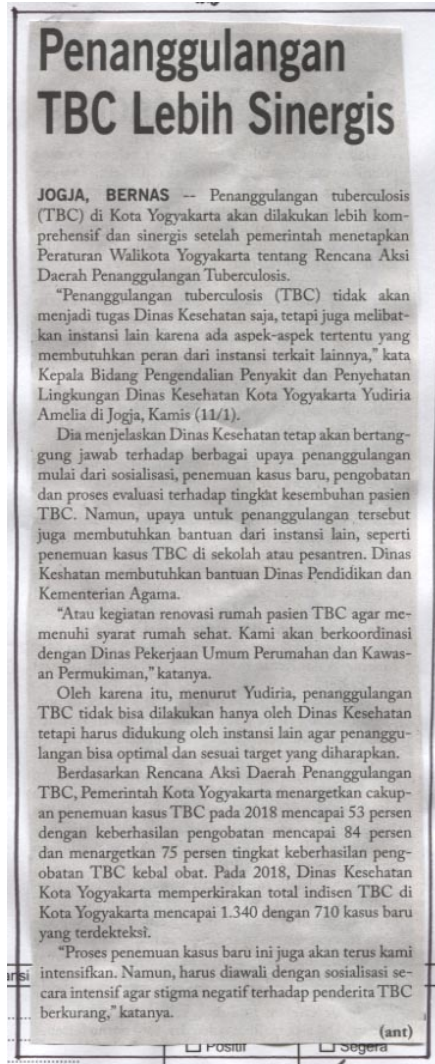 Penanggulangan
TBC Lebih Sinergis
JOGJA, BERNAS -- Penanggulangan tuberculosis
(TBC) di Kota Yogyakarta akan dilakukan lebih kom-
prehensif dan sinergis setelah pemerintah menetapkan
Peraturan Walikota Yogyakarta tentang Rencana Aksi
Daerah Penanggulangan Tuberculosis.
"Penanggulangan tuberculosis (TBC) tidak akan
menjadi tugas Dinas Kesehatan saja, tetapi juga melibat-
kan instansi lain karena ada aspek-aspek tertentu yang
membutuhkan peran dari instansi terkait lainnya," kata
Kepala Bidang Pengendalian Penyakit dan Penyehatan
Lingkungan Dinas Kesehatan Kota Yogyakarta Yudiria
Amelia di Jogja, Kamis (11/1).
Dia menjelaskan Dinas Kesehatan tetap akan bertang-
gung jawab terhadap berbagai upaya penanggulangan
mulai dari sosialisasi, penemuan kasus baru, pengobatan
dan proses evaluasi terhadap tingkat kesembuhan pasien
TBC. Namun, upaya untuk penanggulangan tersebut
juga membutuhkan bantuan dari instansi lain, seperti
penemuan kasus TBC di sekolah atau pesantren. Dinas
Keshatan membutuhkan bantuan Dinas Pendidikan dan
Kementerian Agama.
"Atau kegiatan renovasi rumah pasien TBC agar me-
menuhi syarat rumah sehat. Kami akan berkoordinasi
dengan Dinas Pekerjaan Umum Perumahan dan Kawas-
an Permukiman," katanya.
Oleh karena itu, menurut Yudiria, penanggulangan
TBC tidak bisa dilakukan hanya oleh Dinas Kesehatan
tetapi harus didukung oleh instansi lain agar penanggu-
langan bisa optimal dan sesuai target yang diharapkan.
Berdasarkan Rencana Aksi Daerah Penanggulangan
TBC, Pemerintah Kota Yogyakarta menargetkan cakup-
an penemuan kasus TBC pada 2018 mencapai 53 persen
dengan keberhasilan pengobatan mencapai 84 persen
dan menargetkan 75 persen tingkat keberhasilan peng-
obatan TBC kebal obat. Pada 2018, Dinas Kesehatan
Kota Yogyakarta memperkirakan total indisen TBC di
Kota Yogyakarta mencapai 1.340 dengan 710 kasus baru
yang terdekteksi.
"Proses penemuan kasus baru ini juga akan terus kami
intensifkan. Namun, harus diawali dengan sosialisasi se-
cara intensif agar stigma negatif terhadap penderita TBC
berkurang," katanya.
(ant)
Positif
Segera